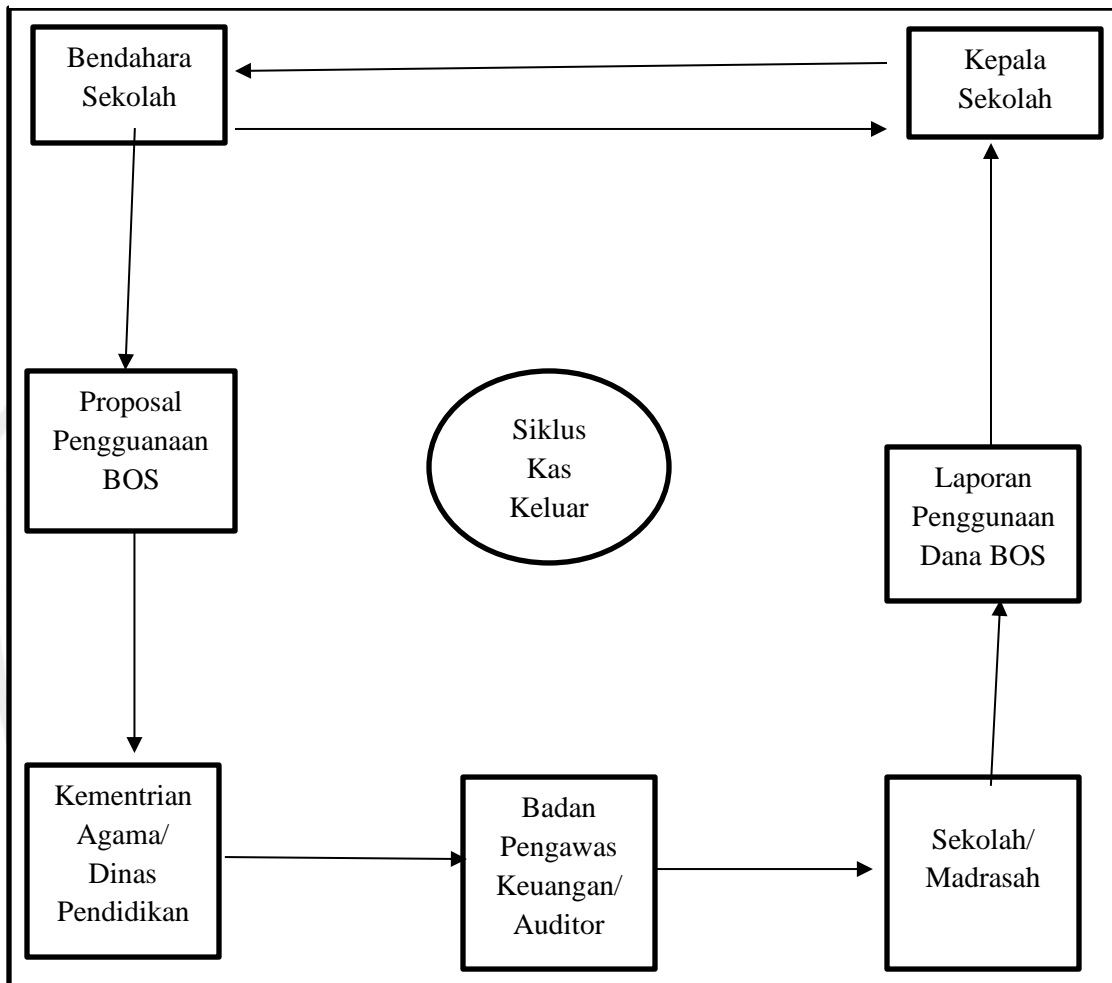 Bendahara
Sekolah
Kepala
Sekolah
Proposal
Pengguanaan
BOS
Siklus
Kas
Keluar
Laporan
Penggunaan
Dana BOS
Kementrian
Agama/
Dinas
Pendidikan
Badan
Pengawas
Keuangan/
Auditor
Sekolah/
Madrasah